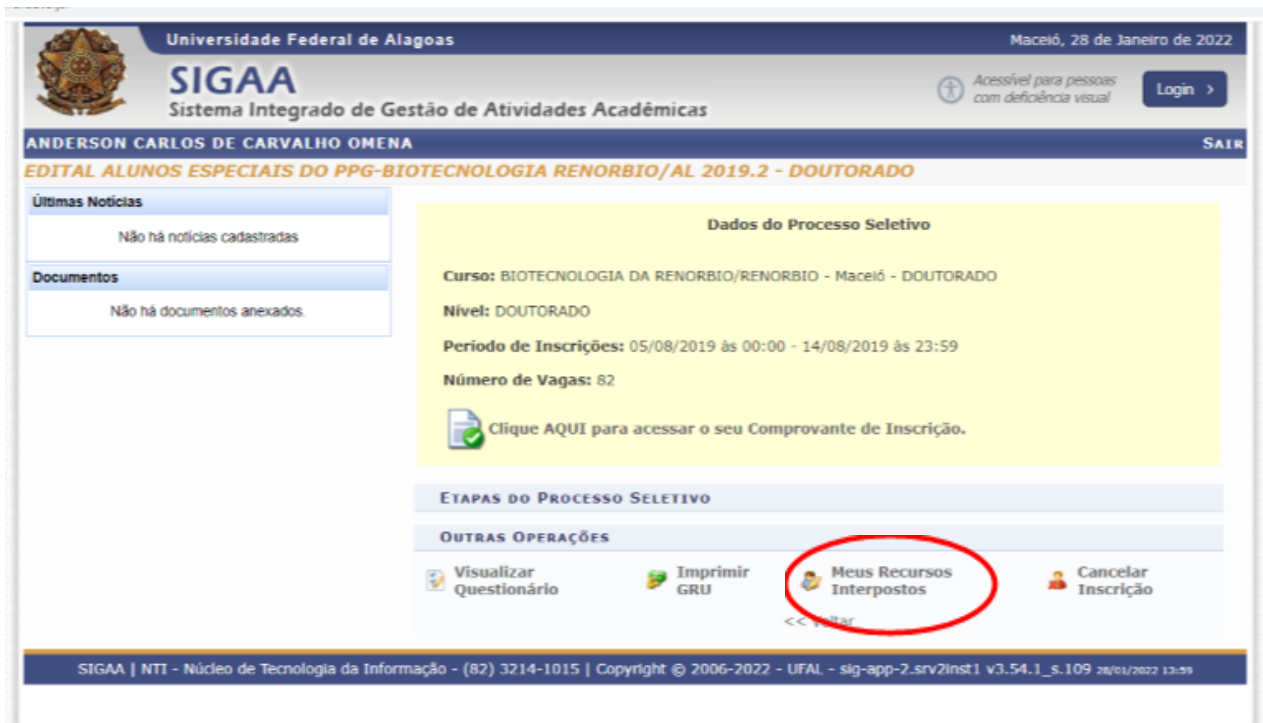 Universidade Federal de Alagoas
Maceió, 28 de Janeiro de 2022
SIGAA
Sistema Integrado de Gestão de Atividades Acadêmicas
Acessível para pessoas
com deficiência visual
Login >
ANDERSON CARLOS DE CARVALHO OMENA
SAIR
EDITAL ALUNOS ESPECIAIS DO PPG-BIOTECNOLOGIA RENORBIO/AL 2019.2 - DOUTORADO
Últimas Notícias
Não há notícias cadastradas
Documentos
Não há documentos anexados.
Dados do Processo Seletivo
Curso: BIOTECNOLOGIA DA RENORBIO/RENORBIO - Maceió - DOUTORADO
Nível: DOUTORADO
Período de Inscrições: 05/08/2019 às 00:00 - 14/08/2019 às 23:59
Número de Vagas: 82
Clique AQUI para acessar o seu Comprovante de Inscrição.
ETAPAS DO PROCESSO SELETIVO
OUTRAS OPERAÇÕES
Visualizar
Questionário
Imprimir
GRU
Meus Recursos
Interpostos
Cancelar
Inscrição
<< Voltar
SIGAA | NTI - Núcleo de Tecnologia da Informação - (82) 3214-1015 | Copyright © 2006-2022 - UFAL - sig-app-2.srv2inst1 v3.54.1_s.109 28/01/2022 13:59